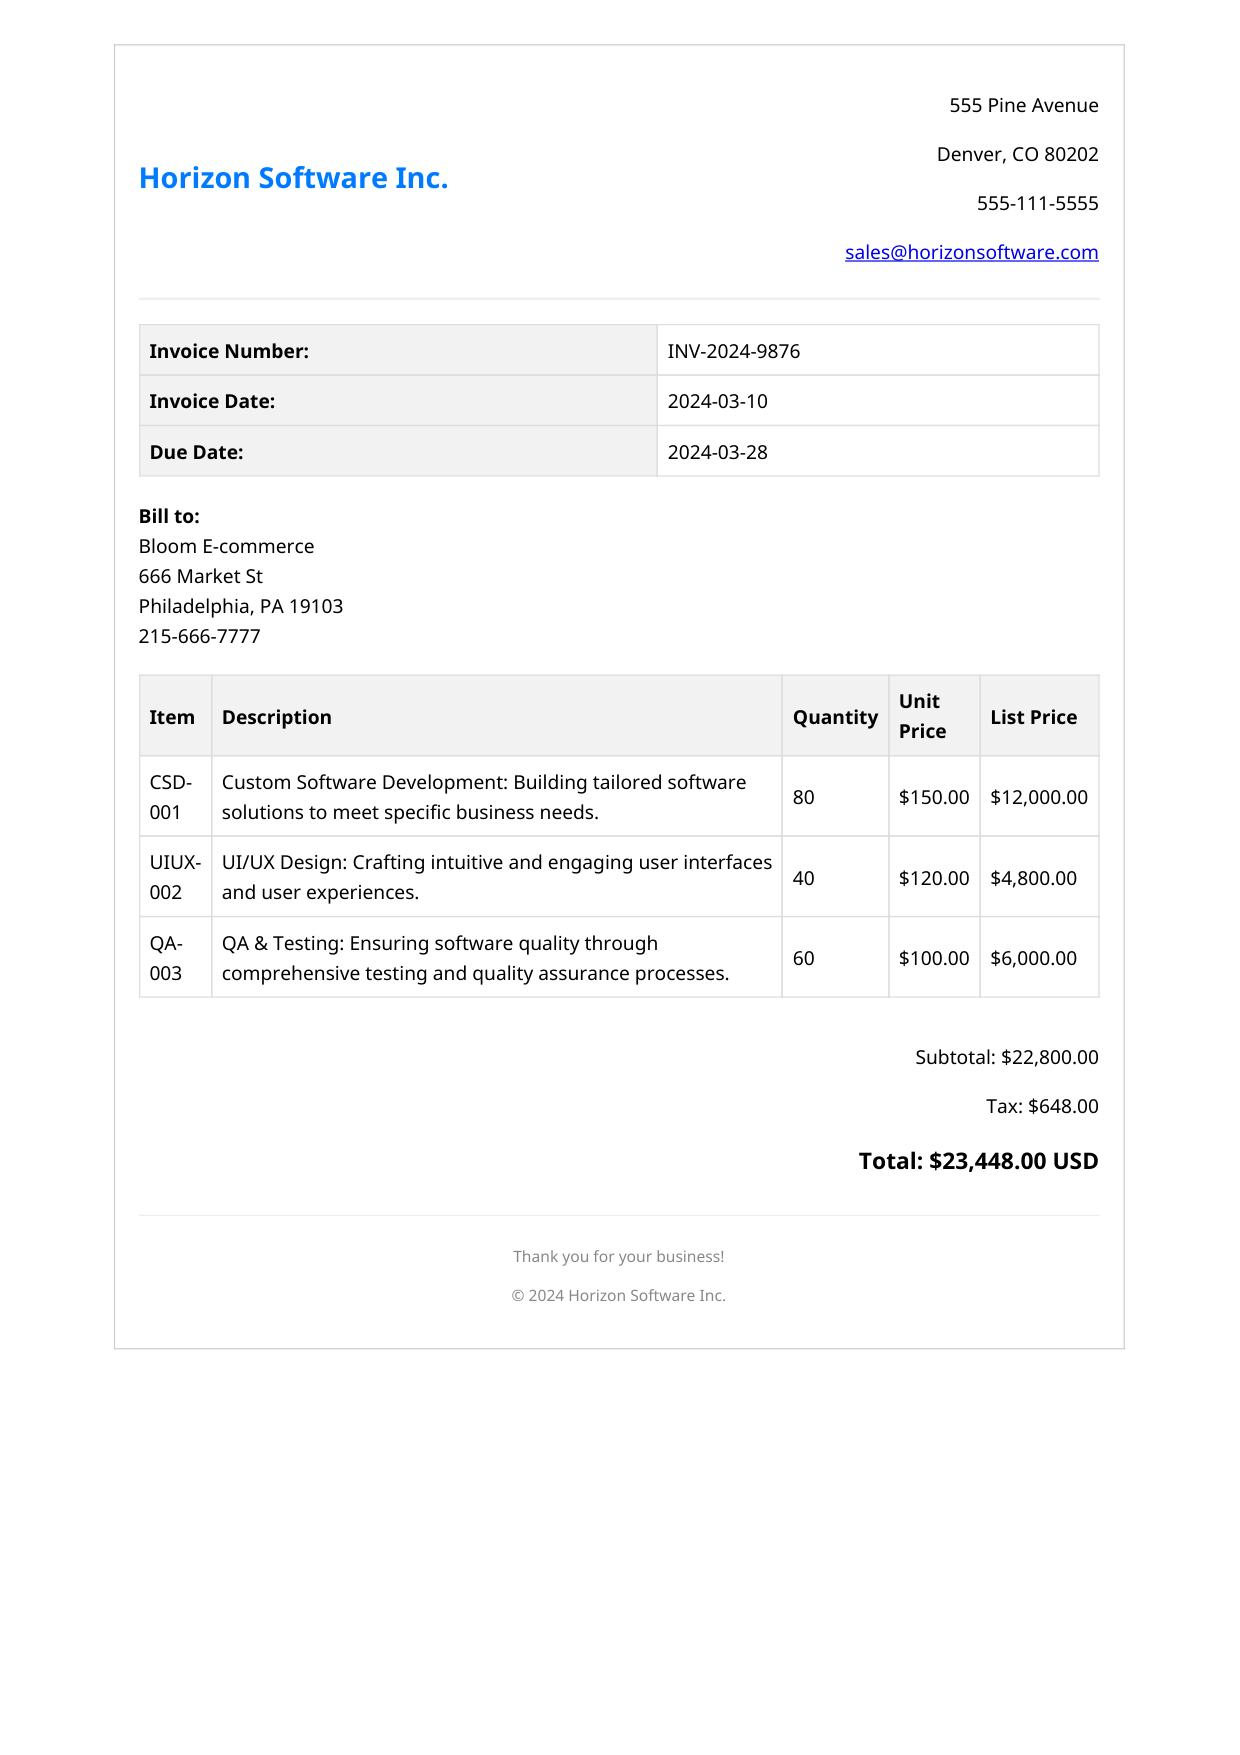 555 Pine Avenue
Denver, CO 80202
Horizon Software Inc.
555-111-5555
sales@horizonsoftware.com
Invoice Number: INV-2024-9876
Invoice Date: 2024-03-10
Due Date: 2024-03-28
Bill to:
Bloom E-commerce
666 Market St
Philadelphia, PA 19103
215-666-7777
Item Description Quantity Unit Price List Price
CSD-001 Custom Software Development: Building tailored software solutions to meet specific business needs. 80 $150.00 $12,000.00
UIUX-002 UI/UX Design: Crafting intuitive and engaging user interfaces and user experiences. 40 $120.00 $4,800.00
QA-003 QA & Testing: Ensuring software quality through comprehensive testing and quality assurance processes. 60 $100.00 $6,000.00
Subtotal: $22,800.00
Tax: $648.00
Total: $23,448.00 USD
Thank you for your business!
© 2024 Horizon Software Inc.